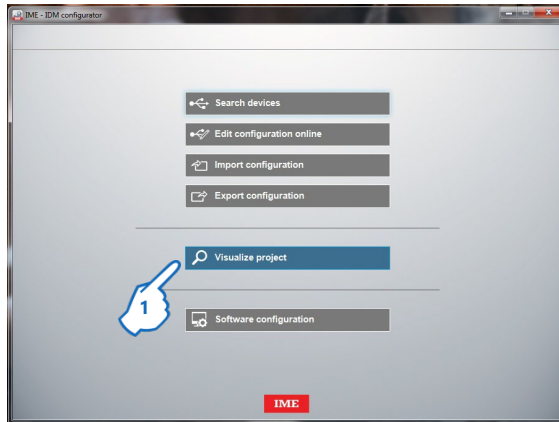 IME - IDM configurator
Search devices
Edit configuration online
Import configuration
Export configuration
Visualize project
1
Software configuration
IME